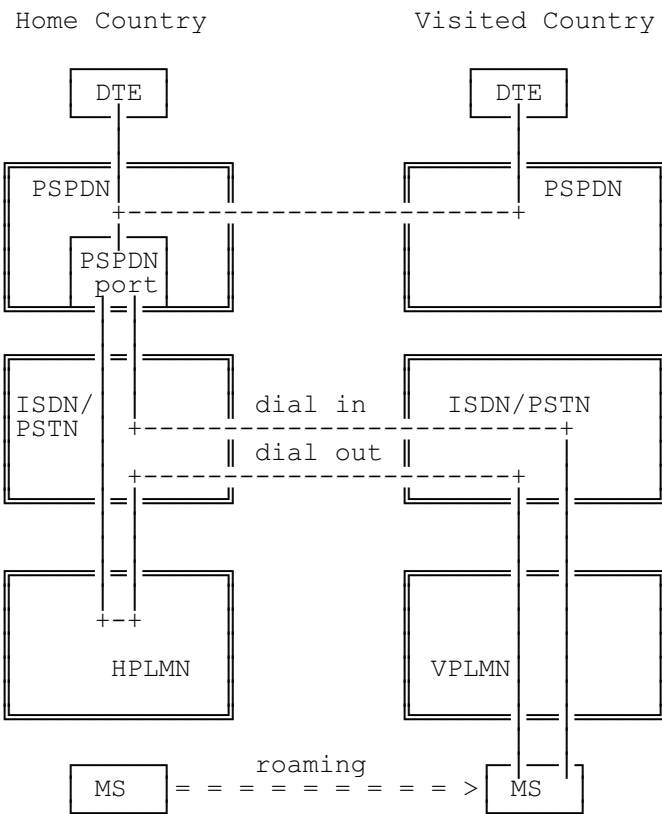 Home Country Visited Country
DTE DTE
PSPDN PSPDN
PSPDN
port
ISDN/ dial in ISDN/PSTN
PSTN
dial out
HPLMN VPLMN
roaming
MS = = = = = = = = = > MS